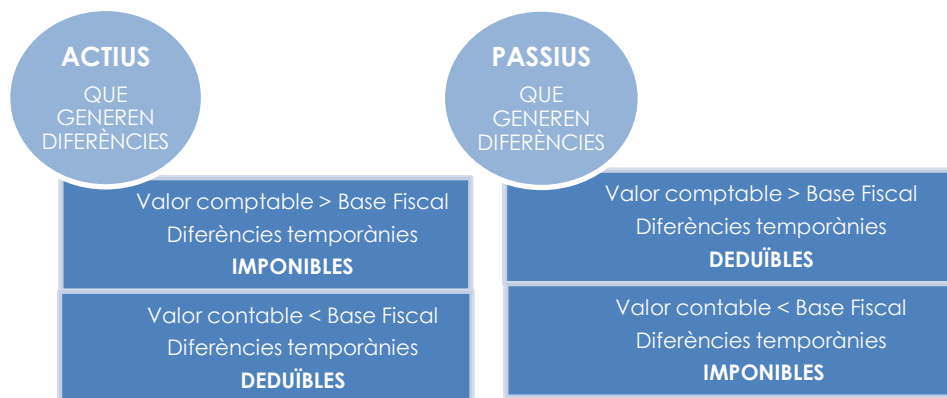 ACTIUS
QUE
GENEREN
DIFERÈNCIES
Valor comptable > Base Fiscal
Diferències temporànies
IMPONIBLES
Valor contable < Base Fiscal
Diferències temporànies
DEDUÏBLES
PASSIUS
QUE
GENEREN
DIFERÈNCIES
Valor comptable > Base Fiscal
Diferències temporànies
DEDUÏBLES
Valor contable < Base Fiscal
Diferències temporànies
IMPONIBLES